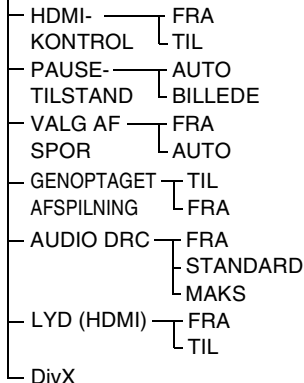 HDMI- FRA
KONTROL TIL
PAUSE- AUTO
TILSTAND BILLEDE
VALG AF FRA
SPOR AUTO
GENOPTAGET TIL
AFSPILNING FRA
AUDIO DRC FRA
STANDARD
MAKS
LYD (HDMI) FRA
TIL
DivX